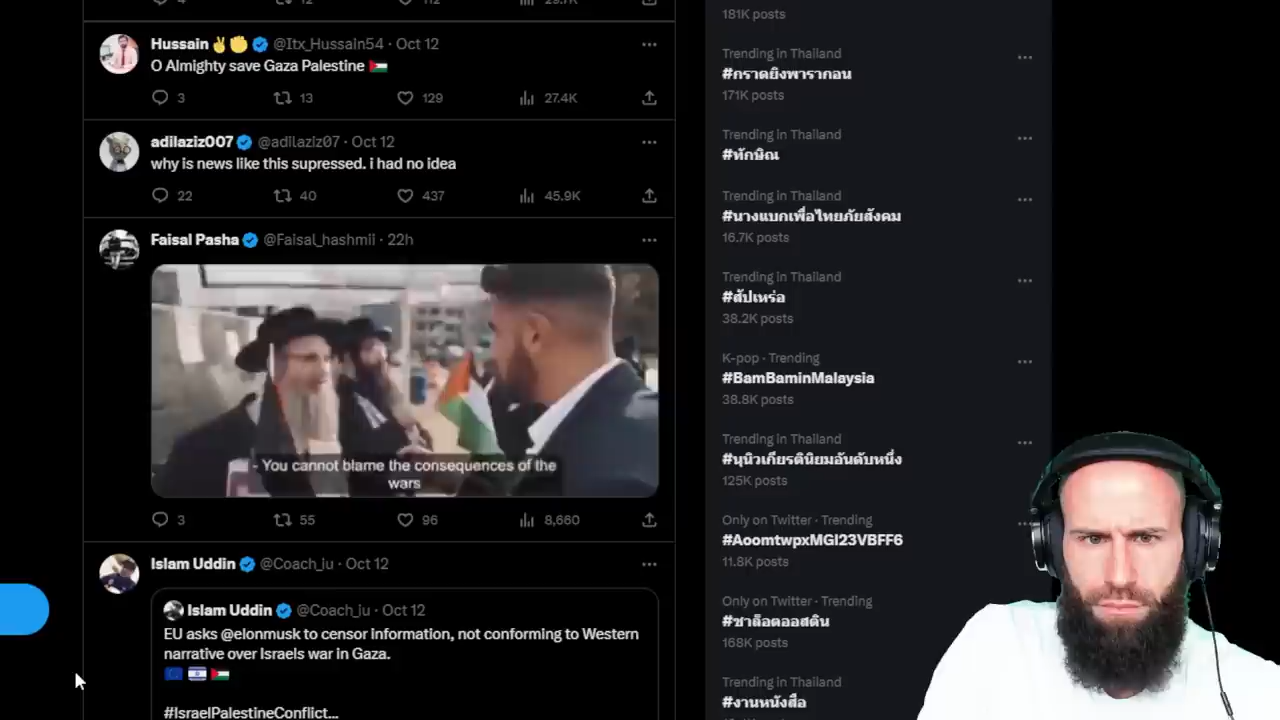 181K posts
Hussain ✌️✊ @Itx_Hussain54 · Oct 12
O Almighty save Gaza Palestine 🇵🇸
3 13 129 27.4K
adilaziz007 @adilaziz07 · Oct 12
why is news like this supressed. i had no idea
22 40 437 45.9K
Faisal Pasha @Faisal_hashmii · 22h
- You cannot blame the consequences of the
wars
3 55 96 8,660
Islam Uddin @Coach_iu · Oct 12
Islam Uddin @Coach_iu · Oct 12
EU asks @elonmusk to censor information, not conforming to Western
narrative over Israels war in Gaza.
🇪🇺 🇮🇱 🇵🇸
#IsraelPalestineConflict...
Trending in Thailand
#กราดยิงพารากอน
171K posts
Trending in Thailand
#ทักษิณ
Trending in Thailand
#นางแบกเพื่อไทยภัยสังคม
16.7K posts
Trending in Thailand
#สัปเหร่อ
38.2K posts
K-pop · Trending
#BamBaminMalaysia
38.8K posts
Trending in Thailand
#นุนิวเกียรตินิยมอันดับหนึ่ง
125K posts
Only on Twitter · Trending
#AoomtwpxMGI23VBFF6
11.8K posts
Only on Twitter · Trending
#ชาล็อตออสติน
168K posts
Trending in Thailand
#งานหนังสือ